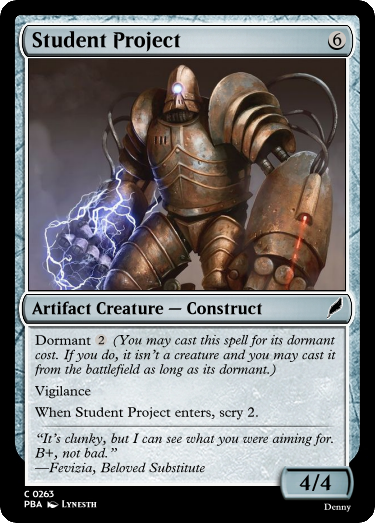 Student Project 6
Artifact Creature — Construct
Dormant 2 (You may cast this spell for its dormant
cost. If you do, it isn't a creature and you may cast it
from the battlefield as long as its dormant.)
Vigilance
When Student Project enters, scry 2.
"It's clunky, but I can see what you were aiming for.
B+, not bad."
—Fevizia, Beloved Substitute
4/4
C 0263
PBA Lynesth
Denny